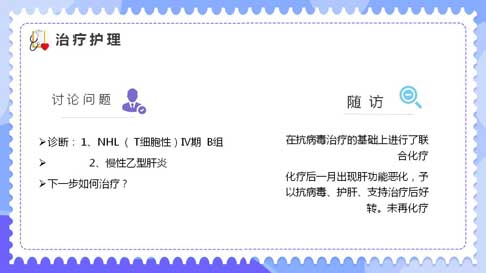 治疗护理
讨论问题
➢诊断：1、NHL（ T细胞性）Ⅳ期 B组
➢ 2、慢性乙型肝炎
➢下一步如何治疗？
随访
在抗病毒治疗的基础上进行了联
合化疗
化疗后一月出现肝功能恶化，予
以抗病毒、护肝、支持治疗后好
转。未再化疗